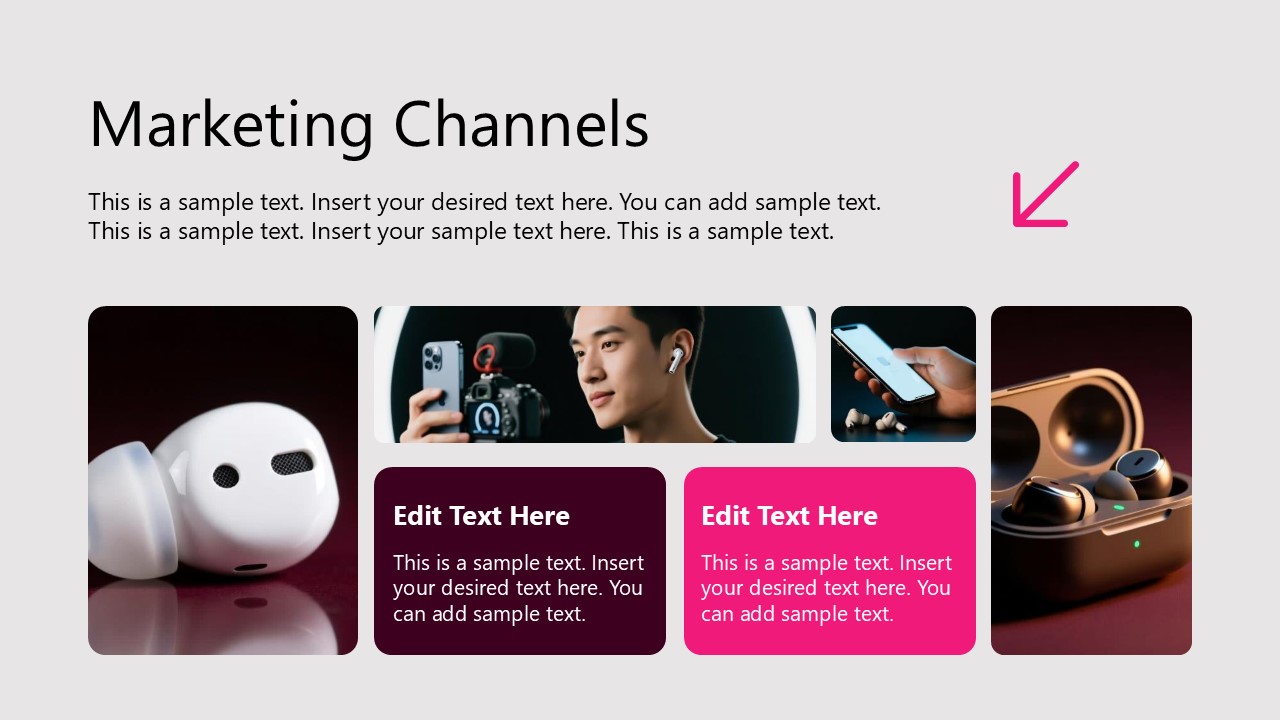 Marketing Channels
This is a sample text. Insert your desired text here. You can add sample text.
This is a sample text. Insert your sample text here. This is a sample text.
Edit Text Here
This is a sample text. Insert
your desired text here. You
can add sample text.
Edit Text Here
This is a sample text. Insert
your desired text here. You
can add sample text.